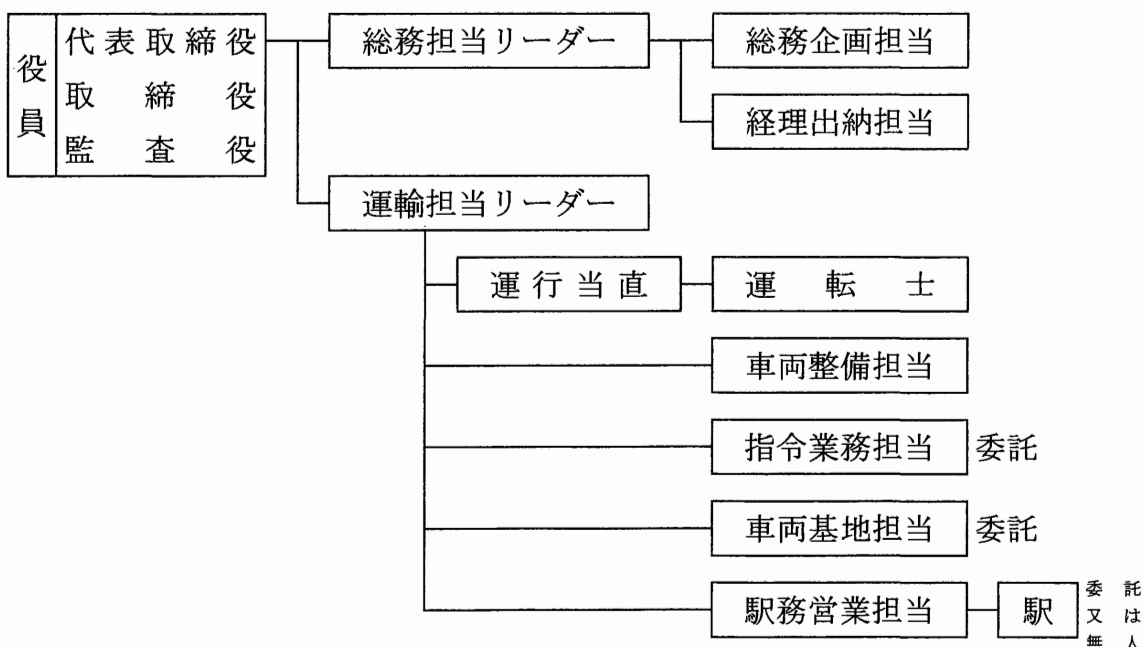 役員
代表取締役
取締役
監査役
総務担当リーダー
総務企画担当
経理出納担当
運輸担当リーダー
運行当直
運転士
車両整備担当
指令業務担当 委託
車両基地担当 委託
駅務営業担当
駅
委託
又は
無人